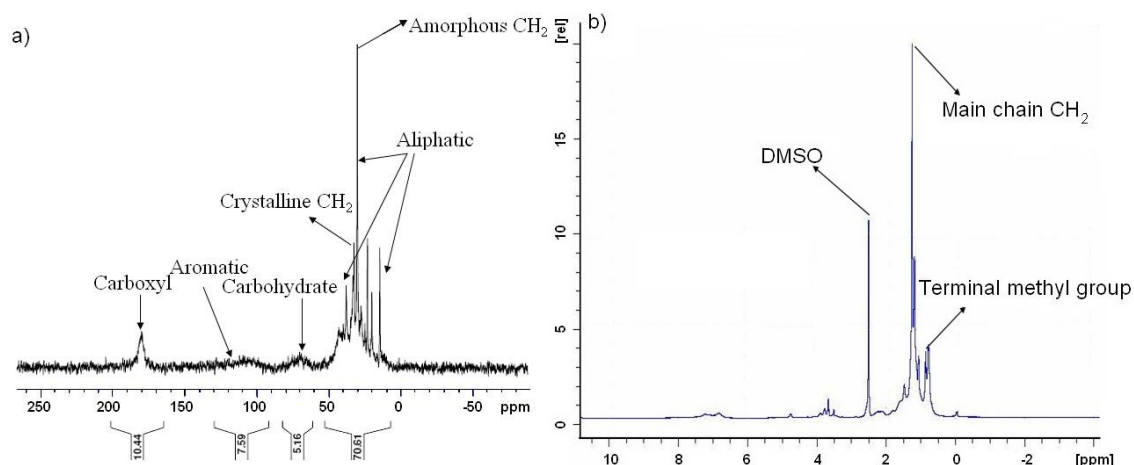 a)
Amorphous CH₂
Aliphatic
Crystalline CH₂
Aromatic
Carboxyl
Carbohydrate
250 200 150 100 50 0 -50 ppm
10.44 7.59 5.16 70.61
b)
[rel]
Main chain CH₂
DMSO
Terminal methyl group
15
10
5
0
10 8 6 4 2 0 -2 [ppm]